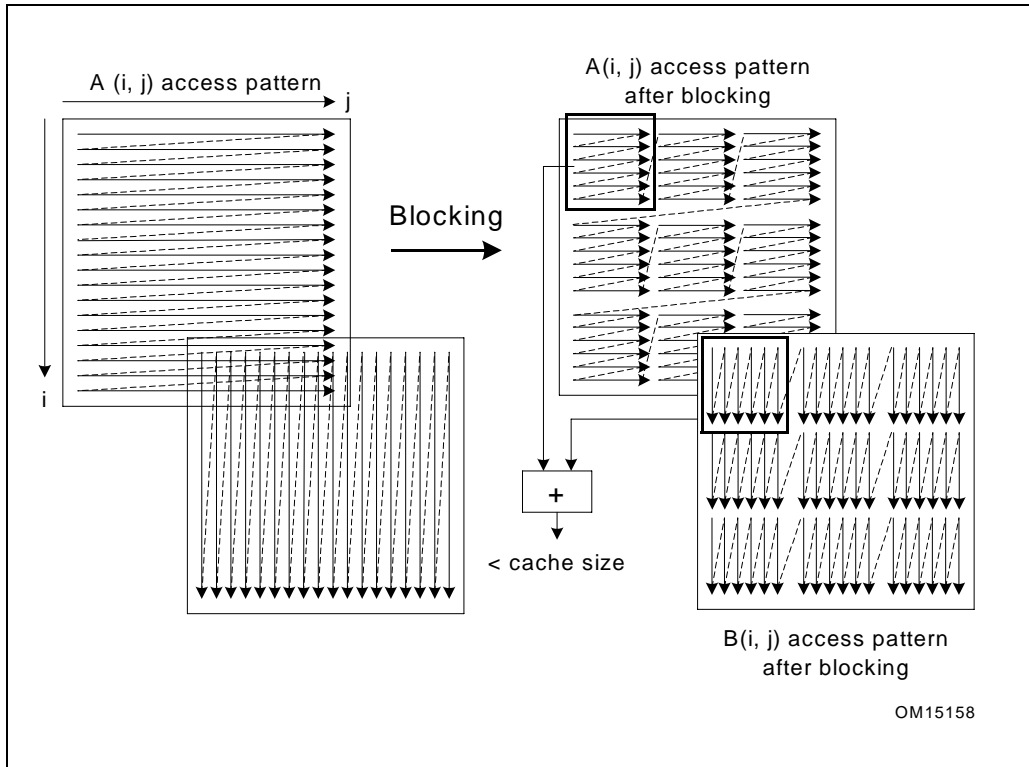 A (i, j) access pattern
j
i
Blocking
A(i, j) access pattern
after blocking
+
< cache size
B(i, j) access pattern
after blocking
OM15158